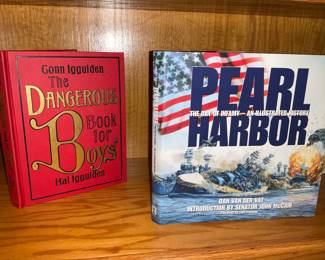 Conn Iggulden
The
DANGEROUS
Book for
Boys
Hal Iggulden
PEARL
THE DAY OF INFAMY—AN ILLUSTRATED HISTORY
HARBOR
DAN VAN DER VAT
INTRODUCTION BY SENATOR JOHN McCAIN